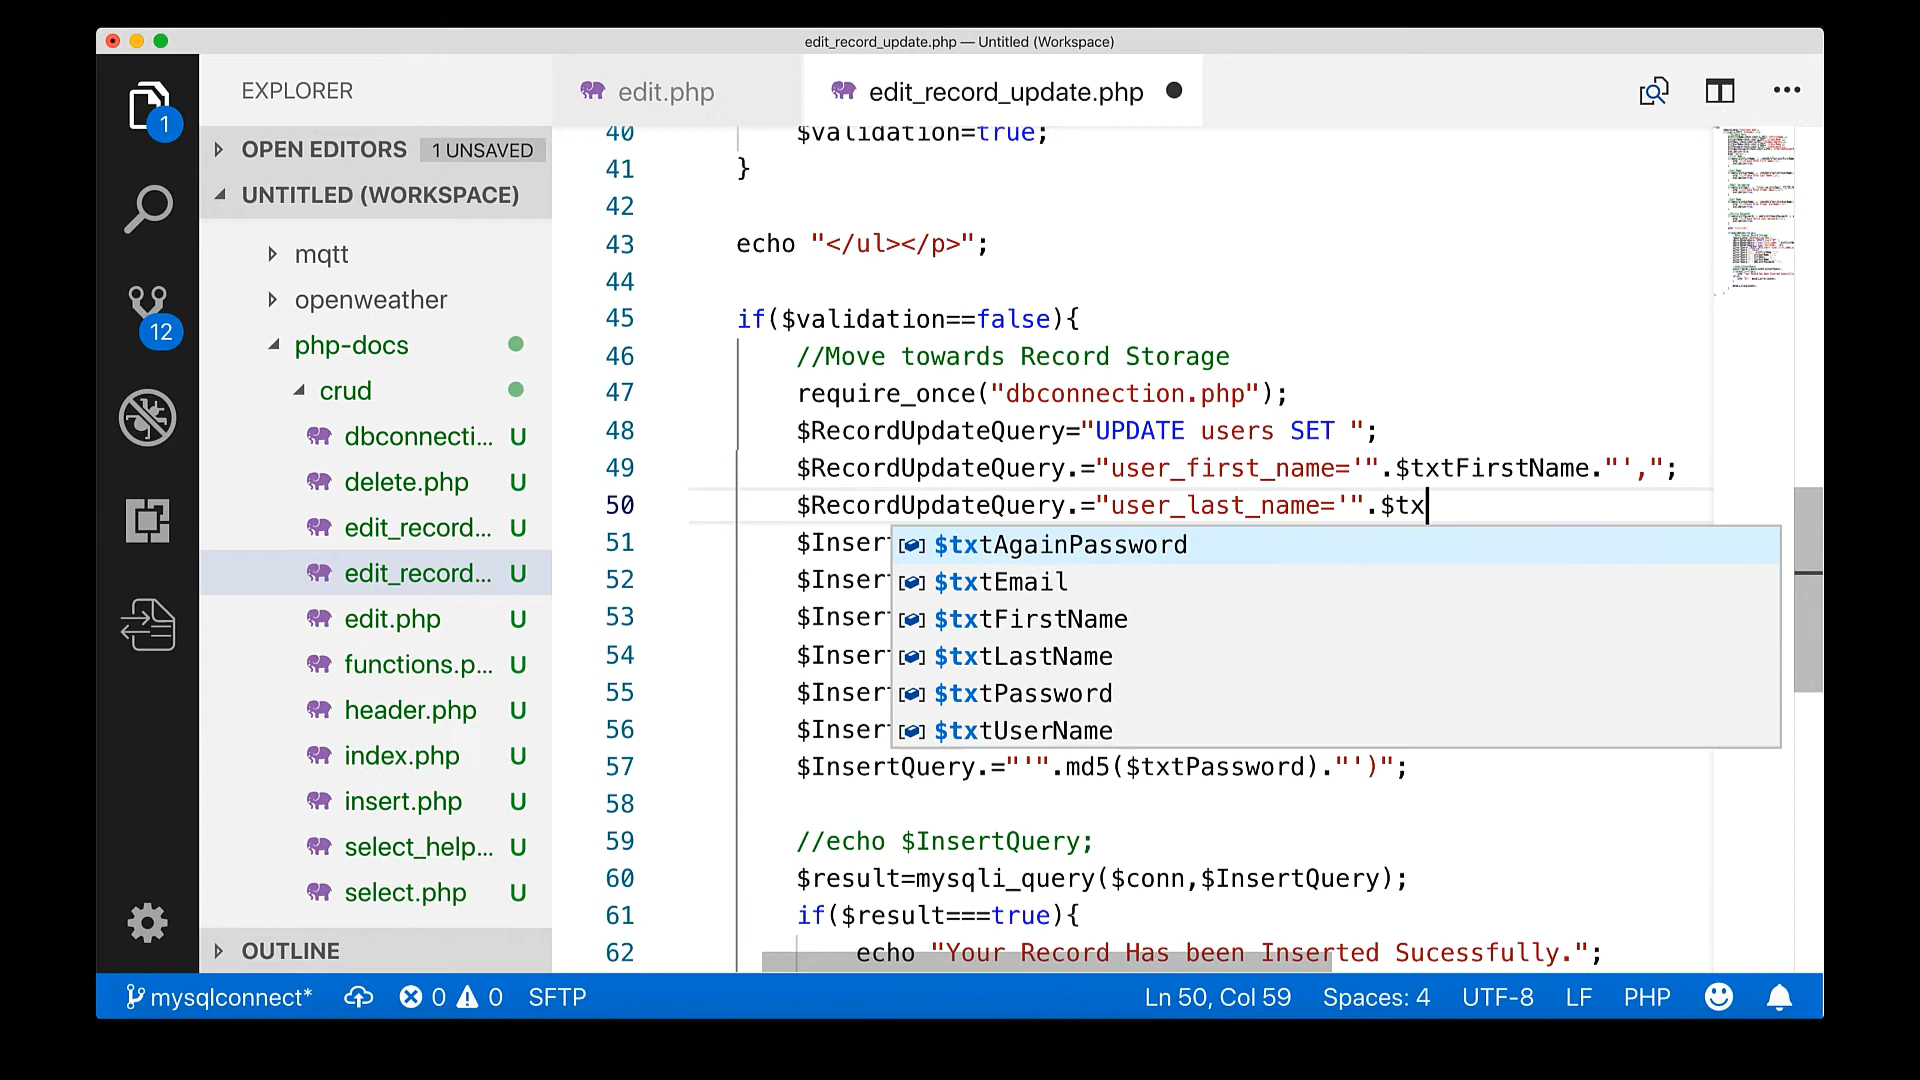 edit_record_update.php — Untitled (Workspace)
EXPLORER
edit.php
edit_record_update.php
1
OPEN EDITORS 1 UNSAVED
UNTITLED (WORKSPACE)
mqtt
openweather
12
php-docs
crud
dbconnecti... U
delete.php U
edit_record... U
edit_record... U
edit.php U
functions.p... U
header.php U
index.php U
insert.php U
select_help... U
select.php U
OUTLINE
40 $validation=true;
41 }
42
43 echo "</ul></p>";
44
45 if($validation==false){
46 //Move towards Record Storage
47 require_once("dbconnection.php");
48 $RecordUpdateQuery="UPDATE users SET ";
49 $RecordUpdateQuery.="user_first_name='".$txtFirstName."',";
50 $RecordUpdateQuery.="user_last_name='".$tx
51 $Inser
52 $Inser
53 $Inser
54 $Inser
55 $Inser
56 $Inser
$txtAgainPassword
$txtEmail
$txtFirstName
$txtLastName
$txtPassword
$txtUserName
57 $InsertQuery.="'".md5($txtPassword)."')";
58
59 //echo $InsertQuery;
60 $result=mysqli_query($conn,$InsertQuery);
61 if($result===true){
62 echo "Your Record Has been Inserted Sucessfully.";
mysqlconnect* 0 0 SFTP
Ln 50, Col 59 Spaces: 4 UTF-8 LF PHP